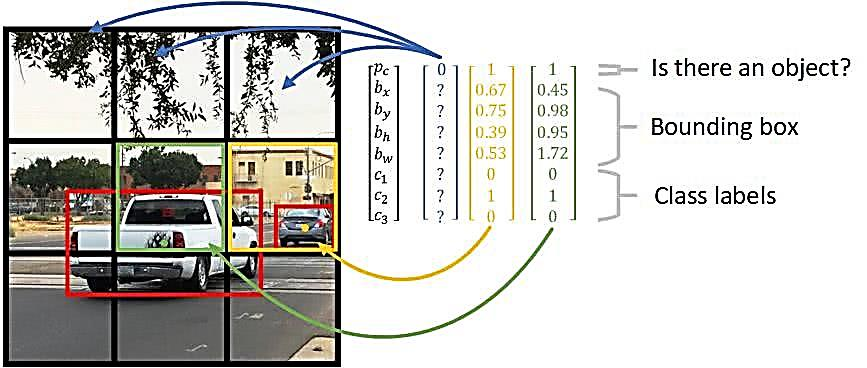 p_c 0 1 1 Is there an object?
b_x ? 0.67 0.45
b_y ? 0.75 0.98
b_h ? 0.39 0.95
b_w ? 0.53 1.72
c_1 ? 0 0
c_2 ? 1 1
c_3 ? 0 0
Bounding box
Class labels